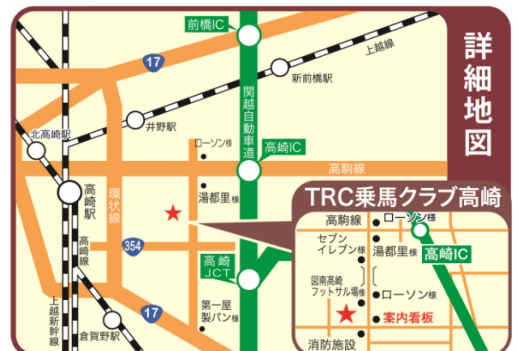 詳細地図
前橋IC
17
上越線
新前橋駅
関越自動車道
井野駅
北高崎駅
ローソン様
高崎IC
高駒線
湯都里様
高崎駅
環状線
354
高崎線
高崎
JCT
上越新幹線
17
倉賀野駅
第一屋
製パン様
TRC乗馬クラブ高崎
高駒線
ローソン様
セブン
イレブン様
湯都里様
高崎IC
図南高崎
フットサル場様
ローソン様
案内看板
消防施設